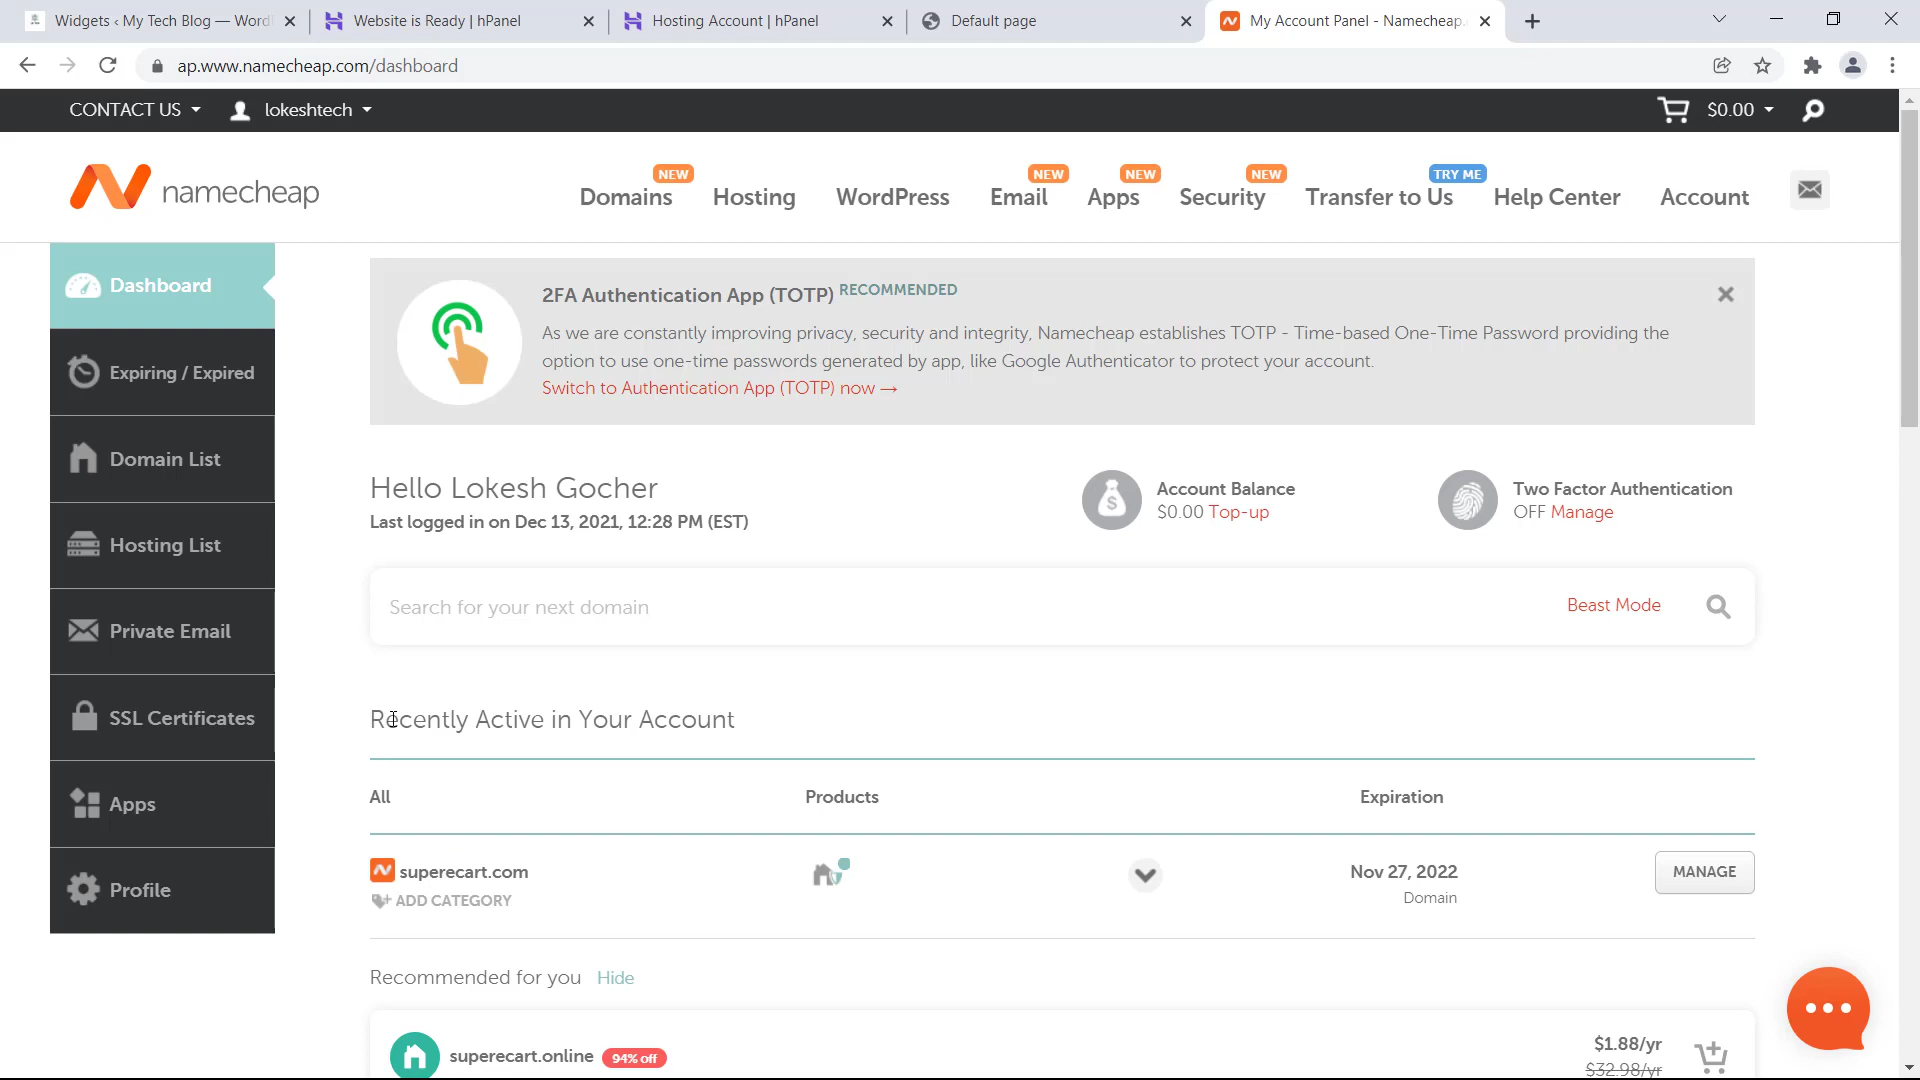 Widgets ‹ My Tech Blog — Word
Website is Ready | hPanel
Hosting Account | hPanel
Default page
My Account Panel - Namecheap.
ap.www.namecheap.com/dashboard
CONTACT US
lokeshtech
$0.00
namecheap
Domains
NEW
Hosting
WordPress
Email
NEW
Apps
NEW
Security
NEW
Transfer to Us
TRY ME
Help Center
Account
Dashboard
Expiring / Expired
Domain List
Hosting List
Private Email
SSL Certificates
Apps
Profile
2FA Authentication App (TOTP) RECOMMENDED
As we are constantly improving privacy, security and integrity, Namecheap establishes TOTP - Time-based One-Time Password providing the
option to use one-time passwords generated by app, like Google Authenticator to protect your account.
Switch to Authentication App (TOTP) now →
Hello Lokesh Gocher
Last logged in on Dec 13, 2021, 12:28 PM (EST)
Account Balance
$0.00 Top-up
Two Factor Authentication
OFF Manage
Search for your next domain
Beast Mode
Recently Active in Your Account
All
Products
Expiration
superecart.com
ADD CATEGORY
Nov 27, 2022
Domain
MANAGE
Recommended for you Hide
superecart.online 94% off
$1.88/yr
$32.98/yr